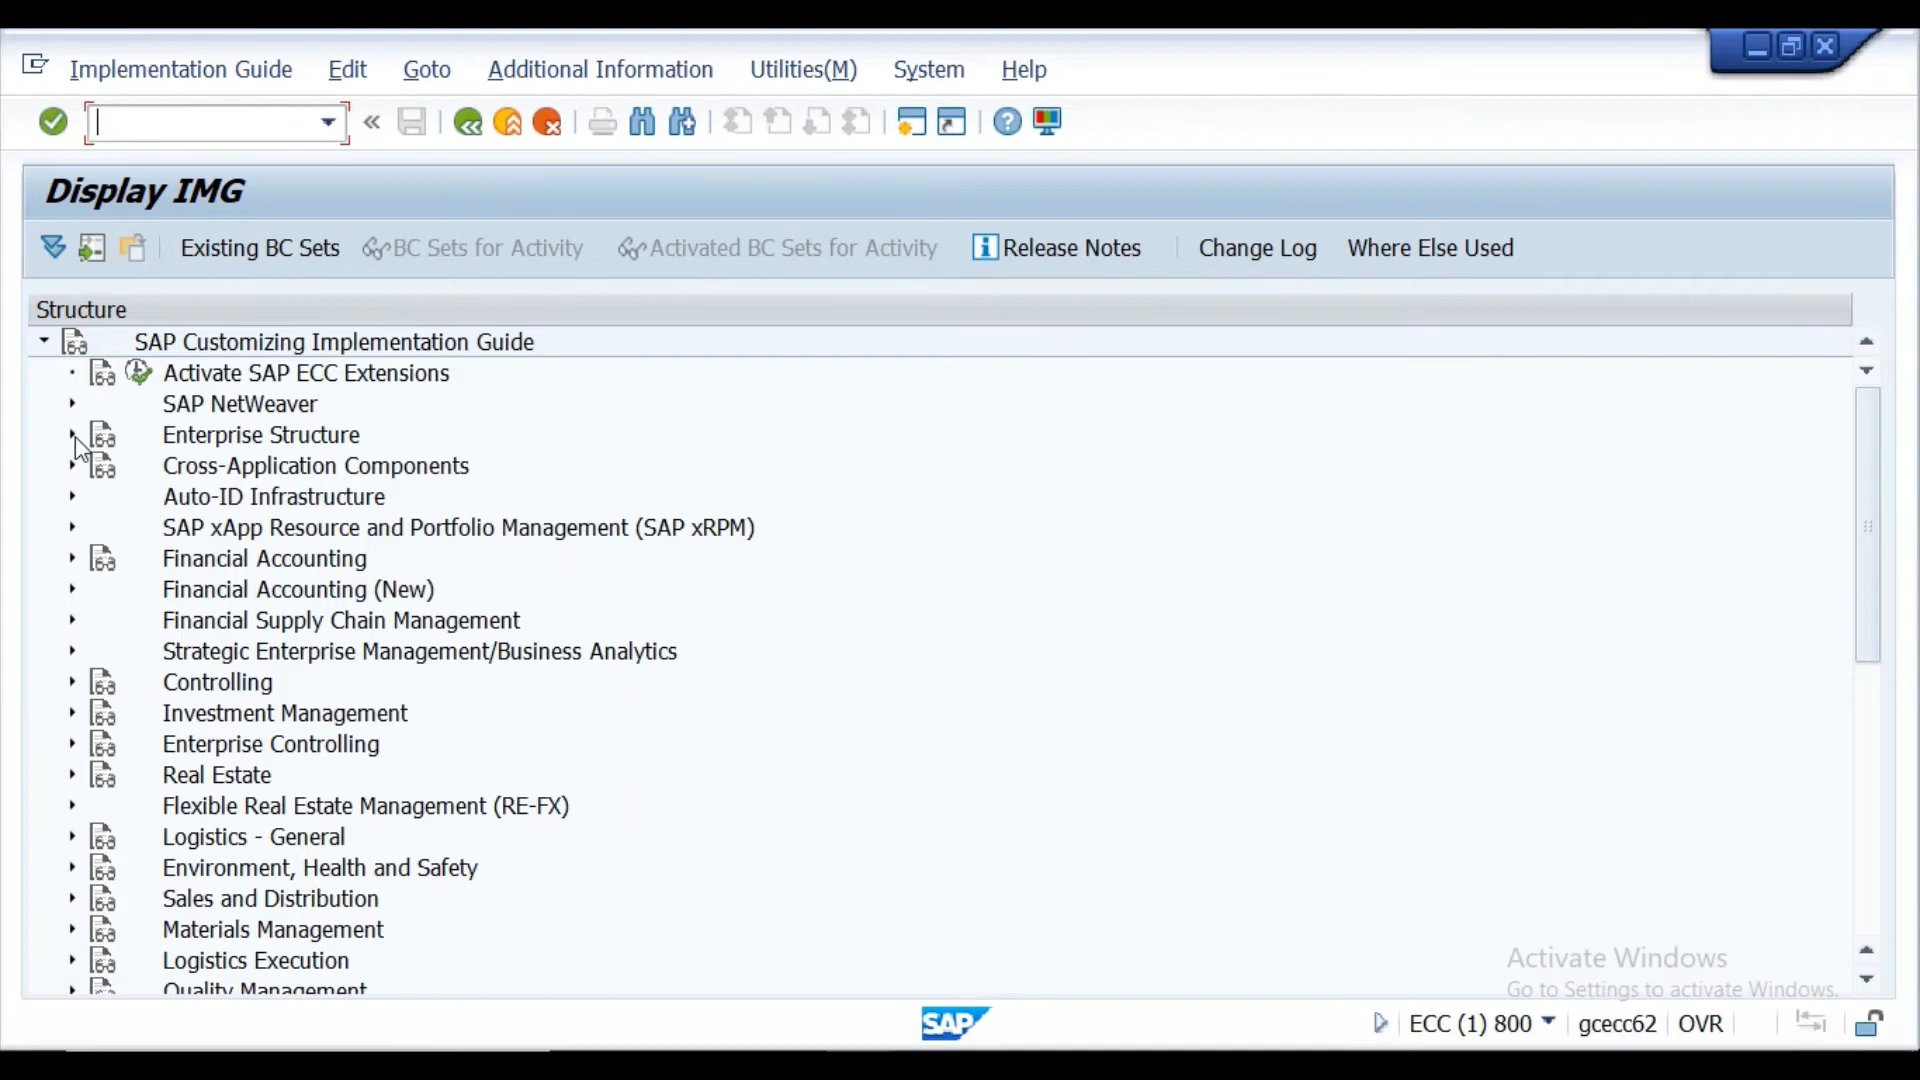 Implementation Guide Edit Goto Additional Information Utilities(M) System Help
Display IMG
Existing BC Sets BC Sets for Activity Activated BC Sets for Activity Release Notes Change Log Where Else Used
Structure
SAP Customizing Implementation Guide
Activate SAP ECC Extensions
SAP NetWeaver
Enterprise Structure
Cross-Application Components
Auto-ID Infrastructure
SAP xApp Resource and Portfolio Management (SAP xRPM)
Financial Accounting
Financial Accounting (New)
Financial Supply Chain Management
Strategic Enterprise Management/Business Analytics
Controlling
Investment Management
Enterprise Controlling
Real Estate
Flexible Real Estate Management (RE-FX)
Logistics - General
Environment, Health and Safety
Sales and Distribution
Materials Management
Logistics Execution
Quality Management
Activate Windows
Go to Settings to activate Windows.
SAP ECC (1) 800 gcecc62 OVR